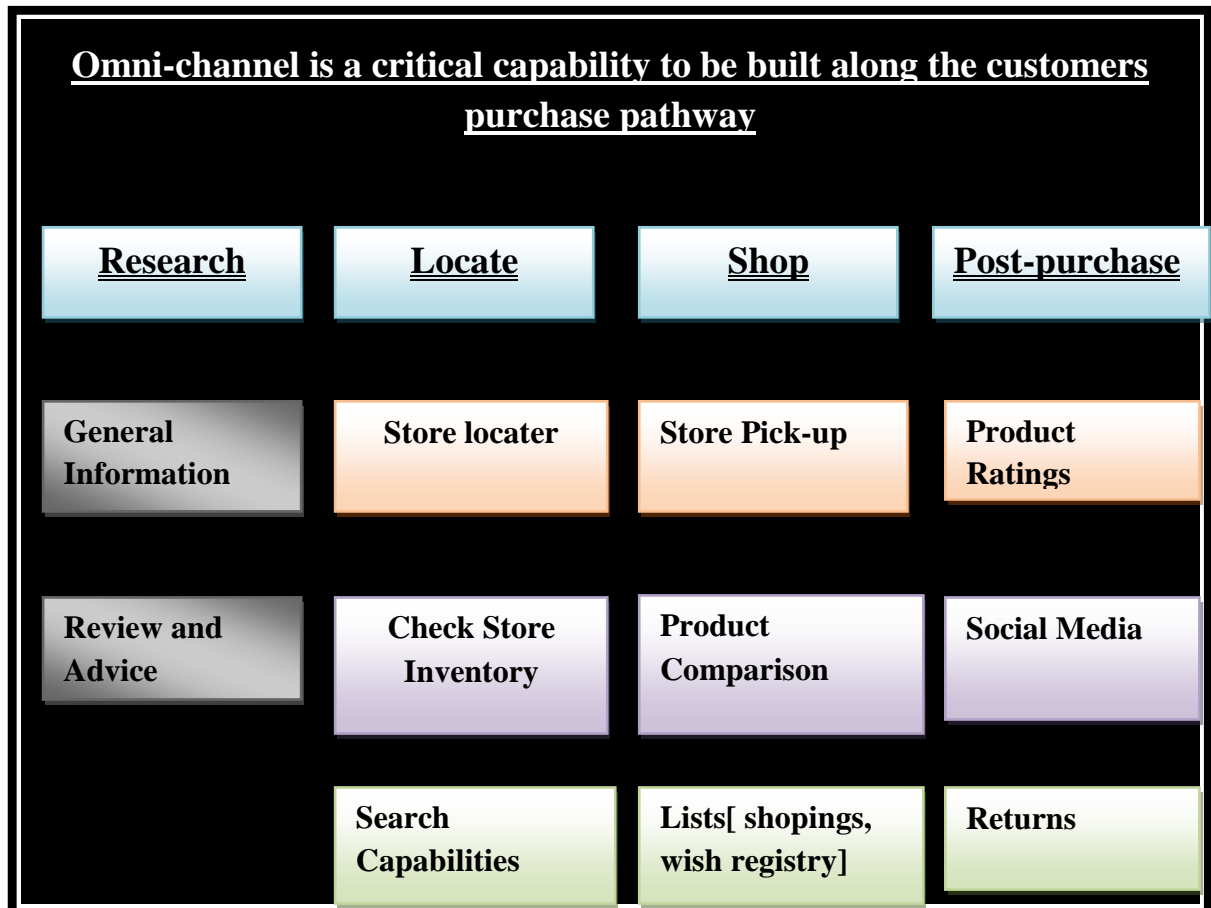 Omni-channel is a critical capability to be built along the customers
purchase pathway
Research
Locate
Shop
Post-purchase
General
Information
Store locater
Store Pick-up
Product
Ratings
Review and
Advice
Check Store
Inventory
Product
Comparison
Social Media
Search
Capabilities
Lists[ shopings,
wish registry]
Returns